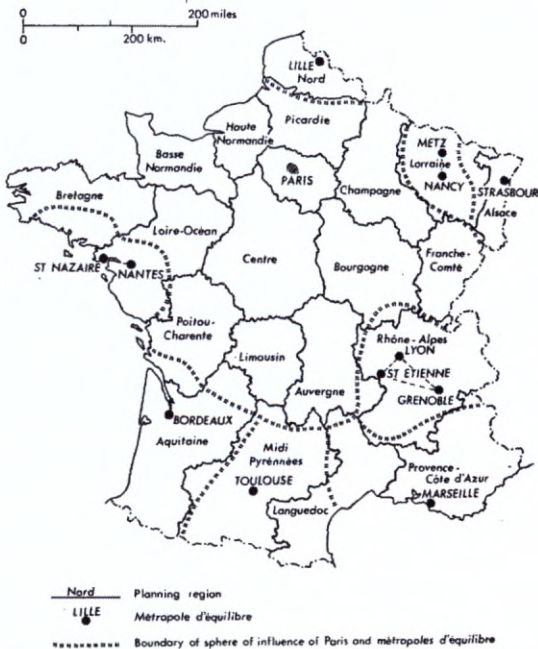 0 200 miles
0 200 km.
LILLE
Nord
Picardie
Haute
Normandie
Basse
Normandie
PARIS
Champagne
METZ
Lorraine
NANCY
STRASBOUR
Alsace
Bretagne
Loire-Océan
Centre
Bourgogne
Franche-
Comté
ST NAZAIRE
NANTES
Poitou-
Charente
Limousin
Auvergne
Rhône-Alpes
LYON
ST ETIENNE
GRENOBLE
BORDEAUX
Aquitaine
Midi
Pyrénnées
TOULOUSE
Languedoc
Provence-
Côte d'Azur
MARSEILLE
Nord Planning region
LILLE Métropole d'équilibre
Boundary of sphere of influence of Paris and métropoles d'équilibre